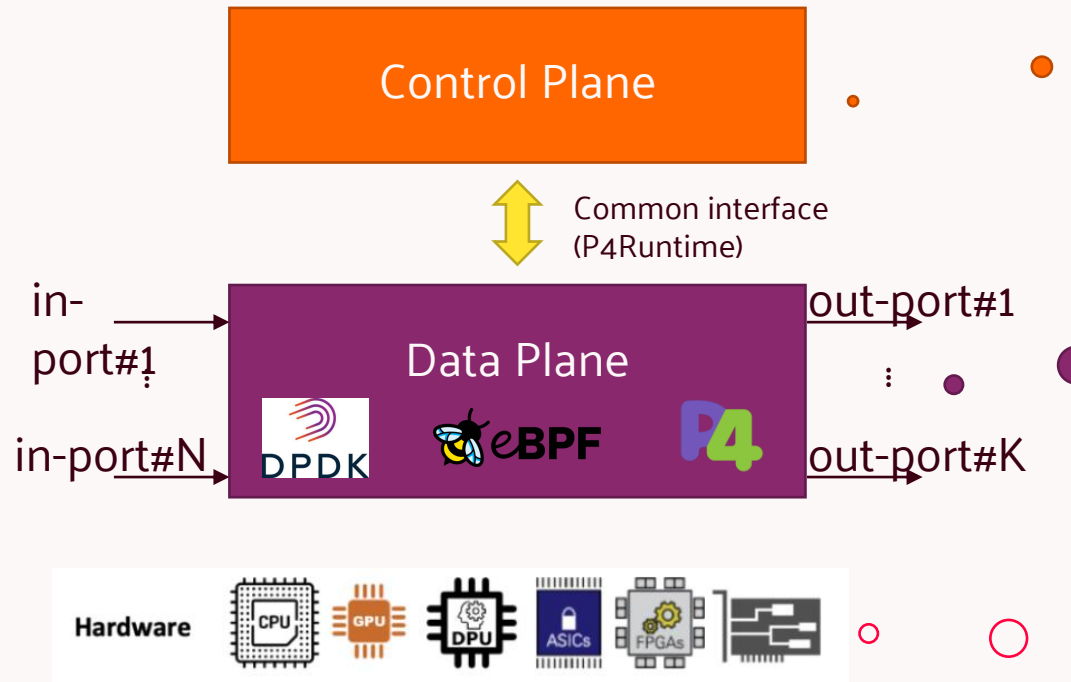 Control Plane
Common interface
(P4Runtime)
in-
port#1
⋮
out-port#1
⋮
Data Plane
in-port#N
DPDK
eBPF
P4
out-port#K
Hardware
CPU
GPU
DPU
ASICs
FPGAs